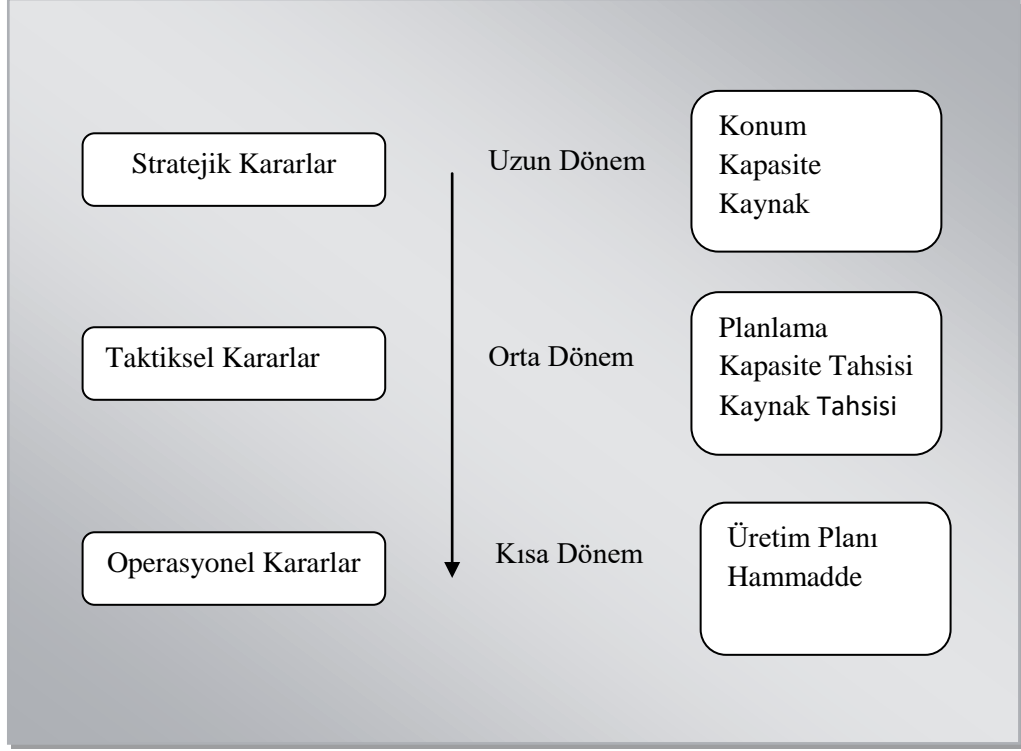 Stratejik Kararlar
Uzun Dönem
Konum
Kapasite
Kaynak
Taktiksel Kararlar
Orta Dönem
Planlama
Kapasite Tahsisi
Kaynak Tahsisi
Operasyonel Kararlar
Kısa Dönem
Üretim Planı
Hammadde